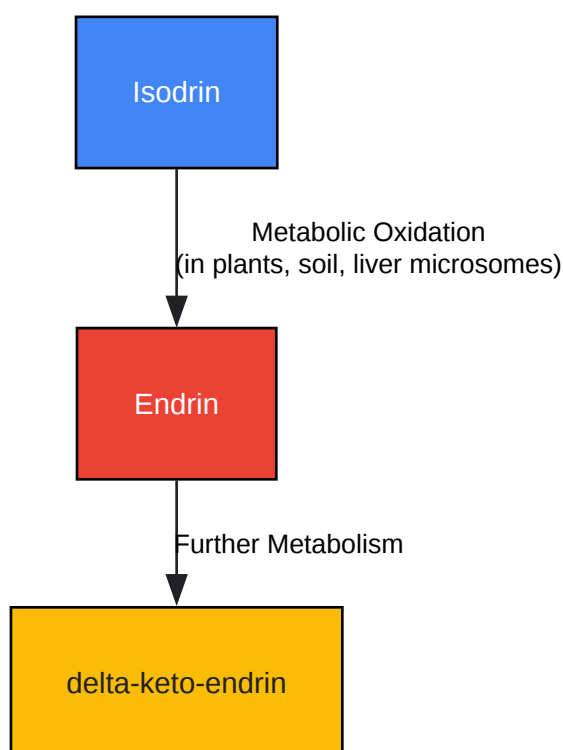 Isodrin
Metabolic Oxidation
(in plants, soil, liver microsomes)
Endrin
Further Metabolism
delta-keto-endrin